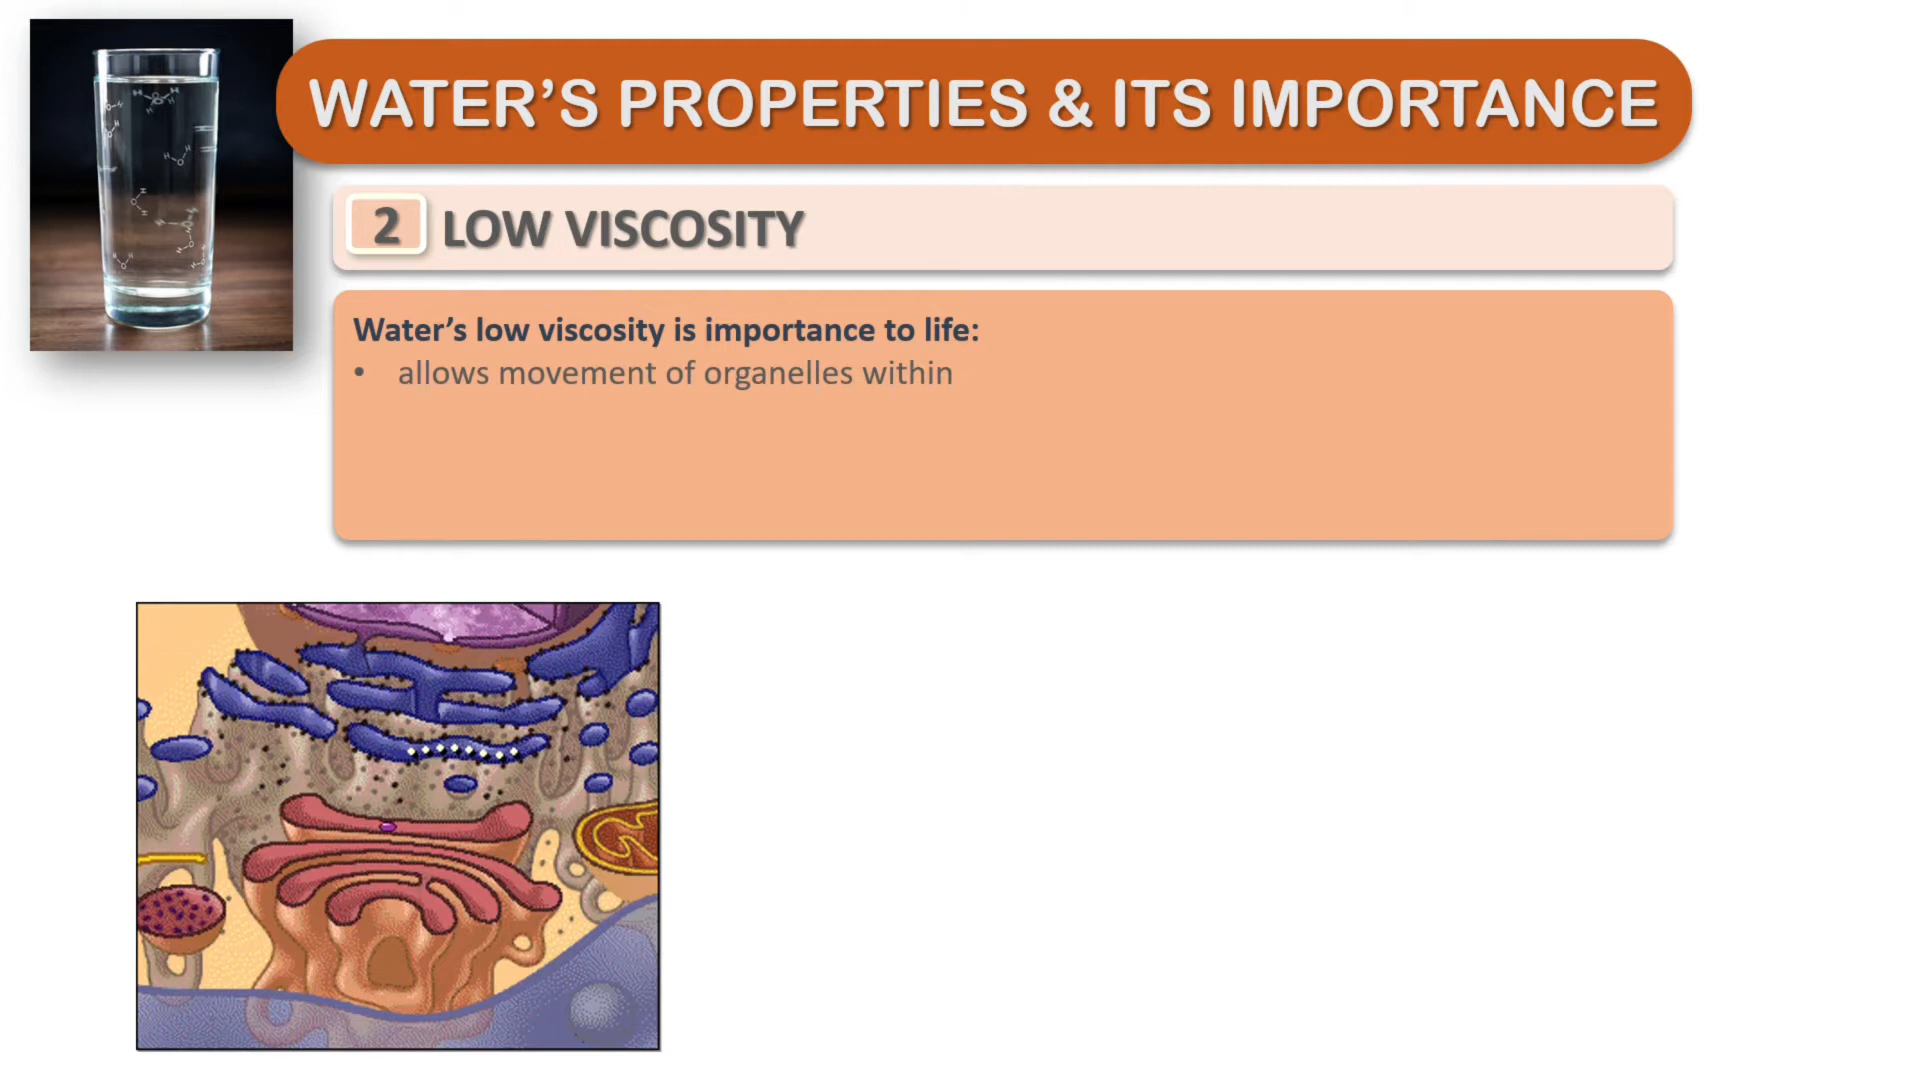 WATER’S PROPERTIES & ITS IMPORTANCE
2 LOW VISCOSITY
Water’s low viscosity is importance to life:
• allows movement of organelles within